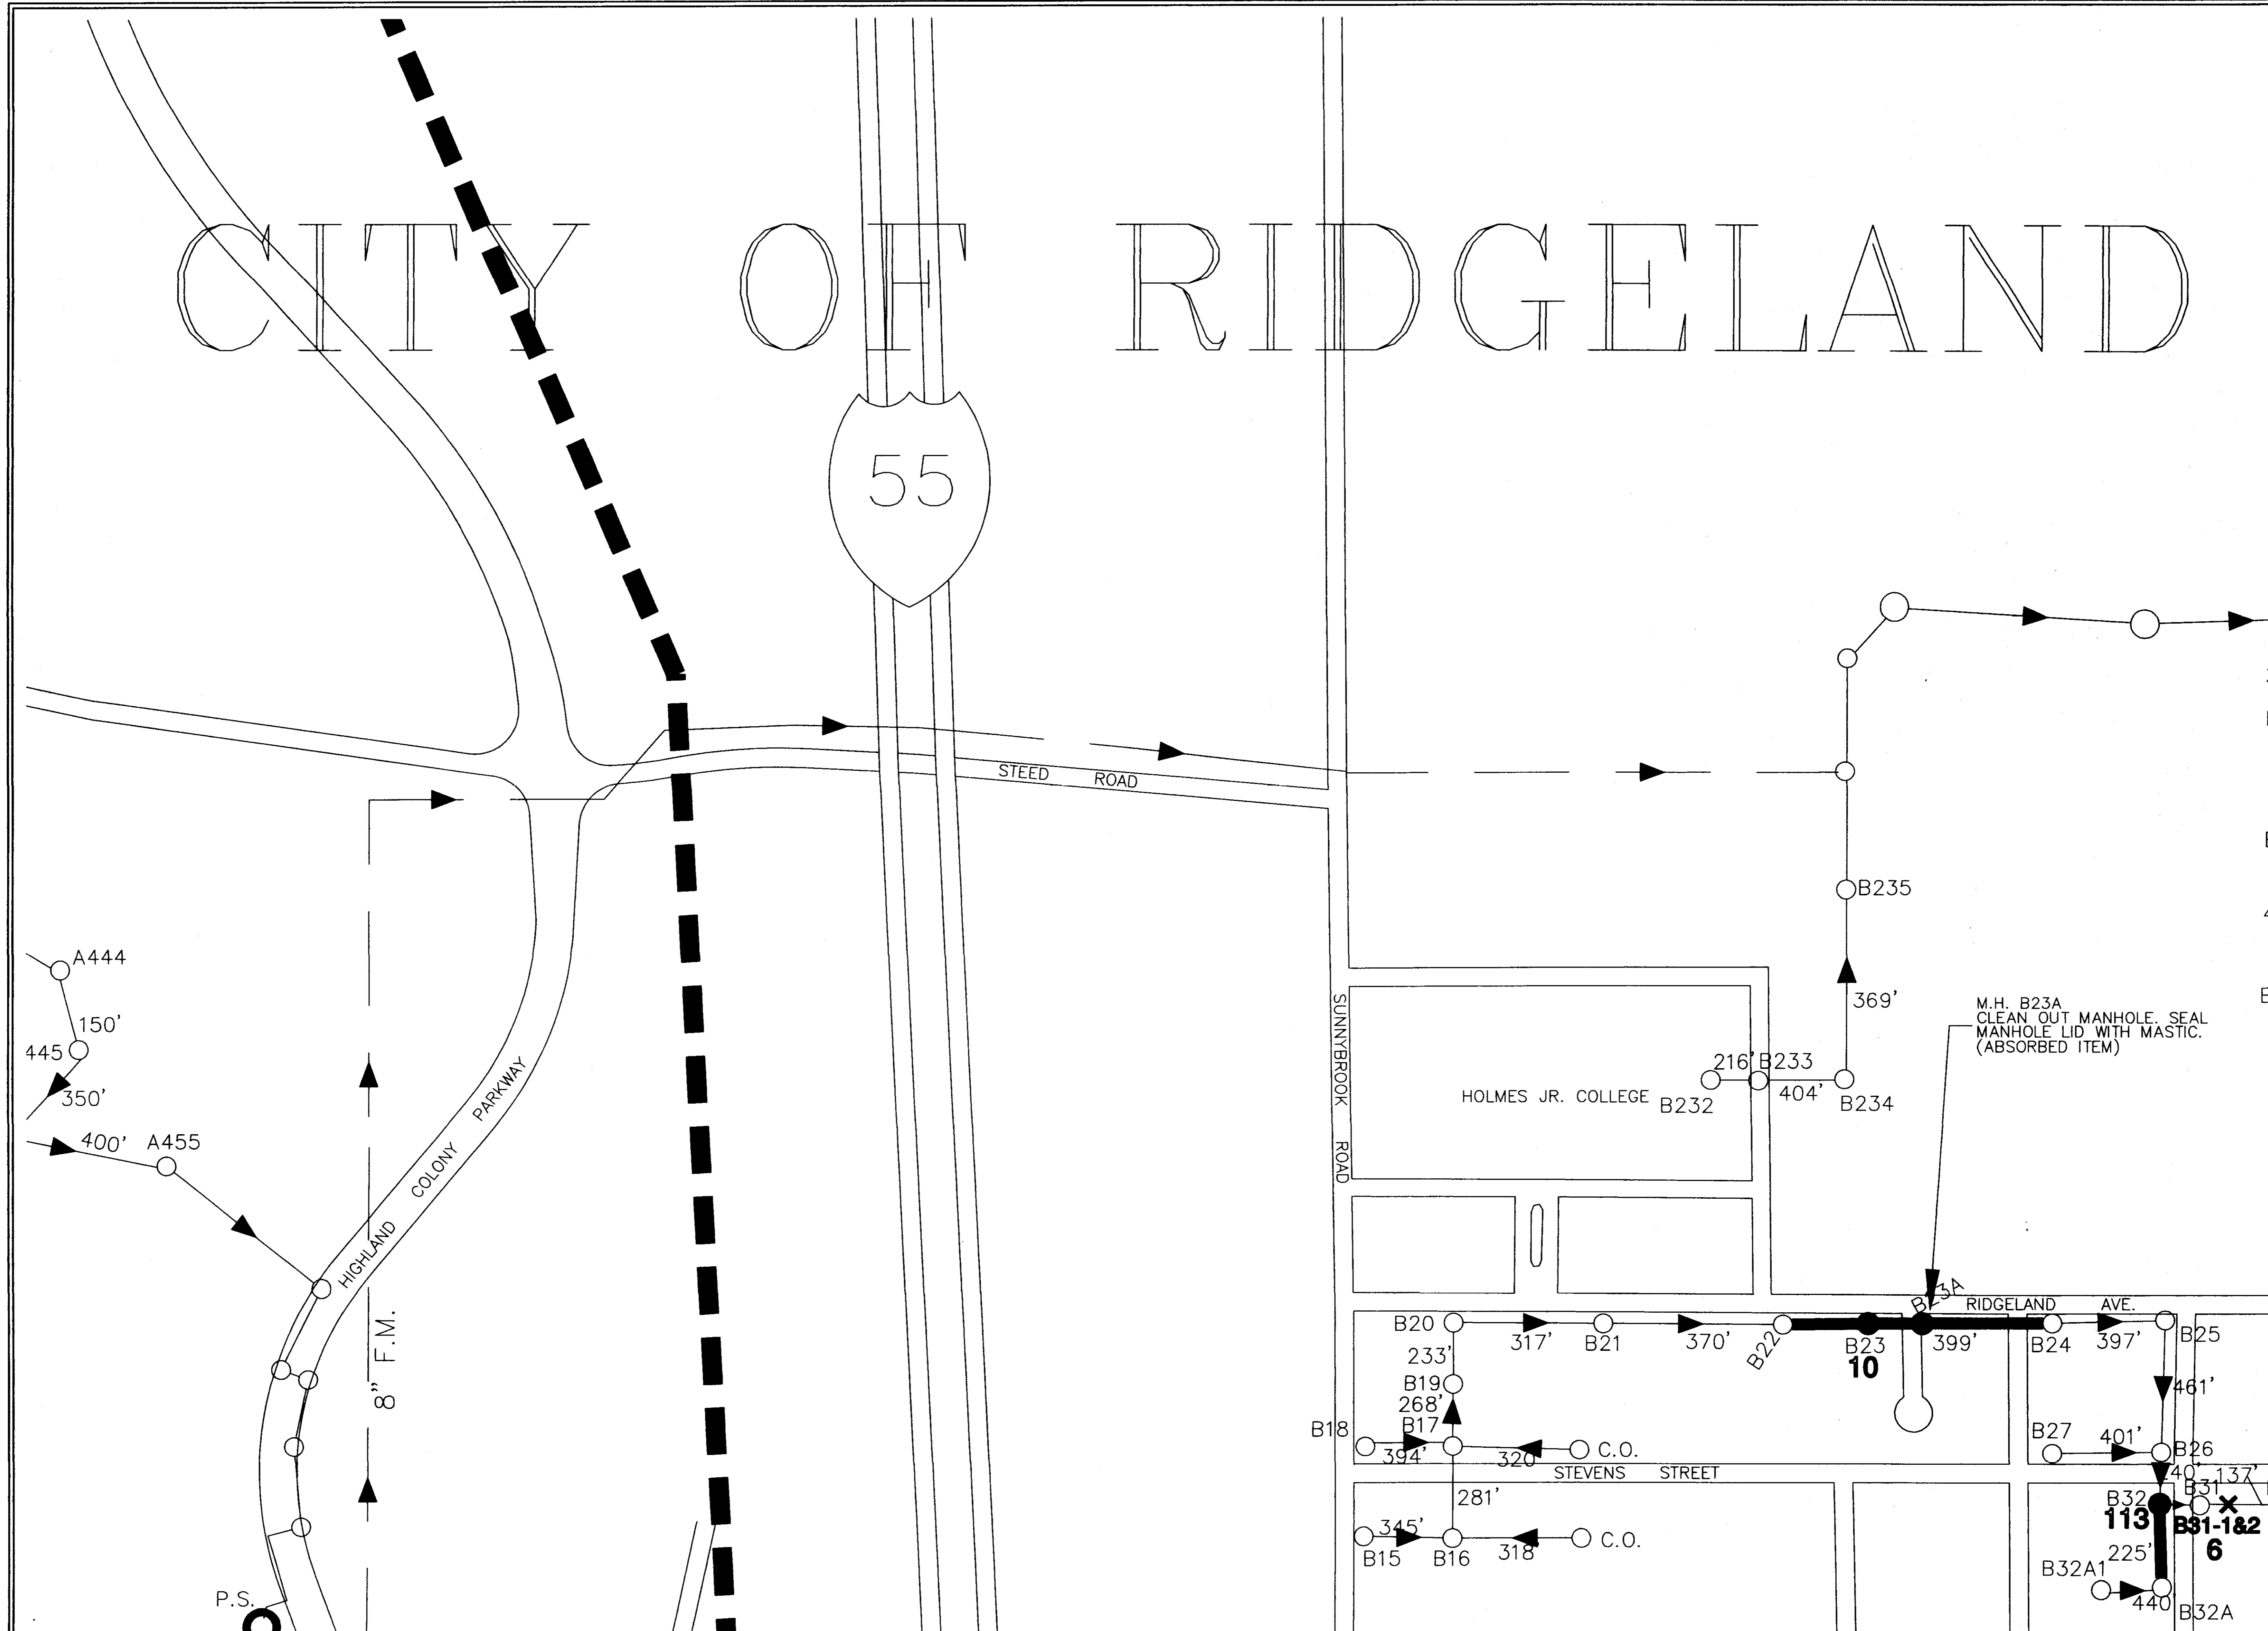 CITY OF RIDGELAND
55
STEED ROAD
B235
A444
150'
445
350'
369'
M.H. B23A
CLEAN OUT MANHOLE. SEAL
MANHOLE LID WITH MASTIC.
(ABSORBED ITEM)
SUNNYBROOK ROAD
HOLMES JR. COLLEGE
B232
216'
B233
404'
B234
400'
A455
HIGHLAND COLONY PARKWAY
8" F.M.
B23A
RIDGELAND AVE.
B20
317'
B21
370'
B22
B23
10
399'
B24
397'
B25
233'
B19
268'
461'
B18
B17
394'
320
C.O.
B27
401'
B26
STEVENS STREET
40'
137'
B31
281'
B32
113
B31-1&2
6
345'
B15
B16
318
C.O.
225'
B32A1
440
B32A
P.S.